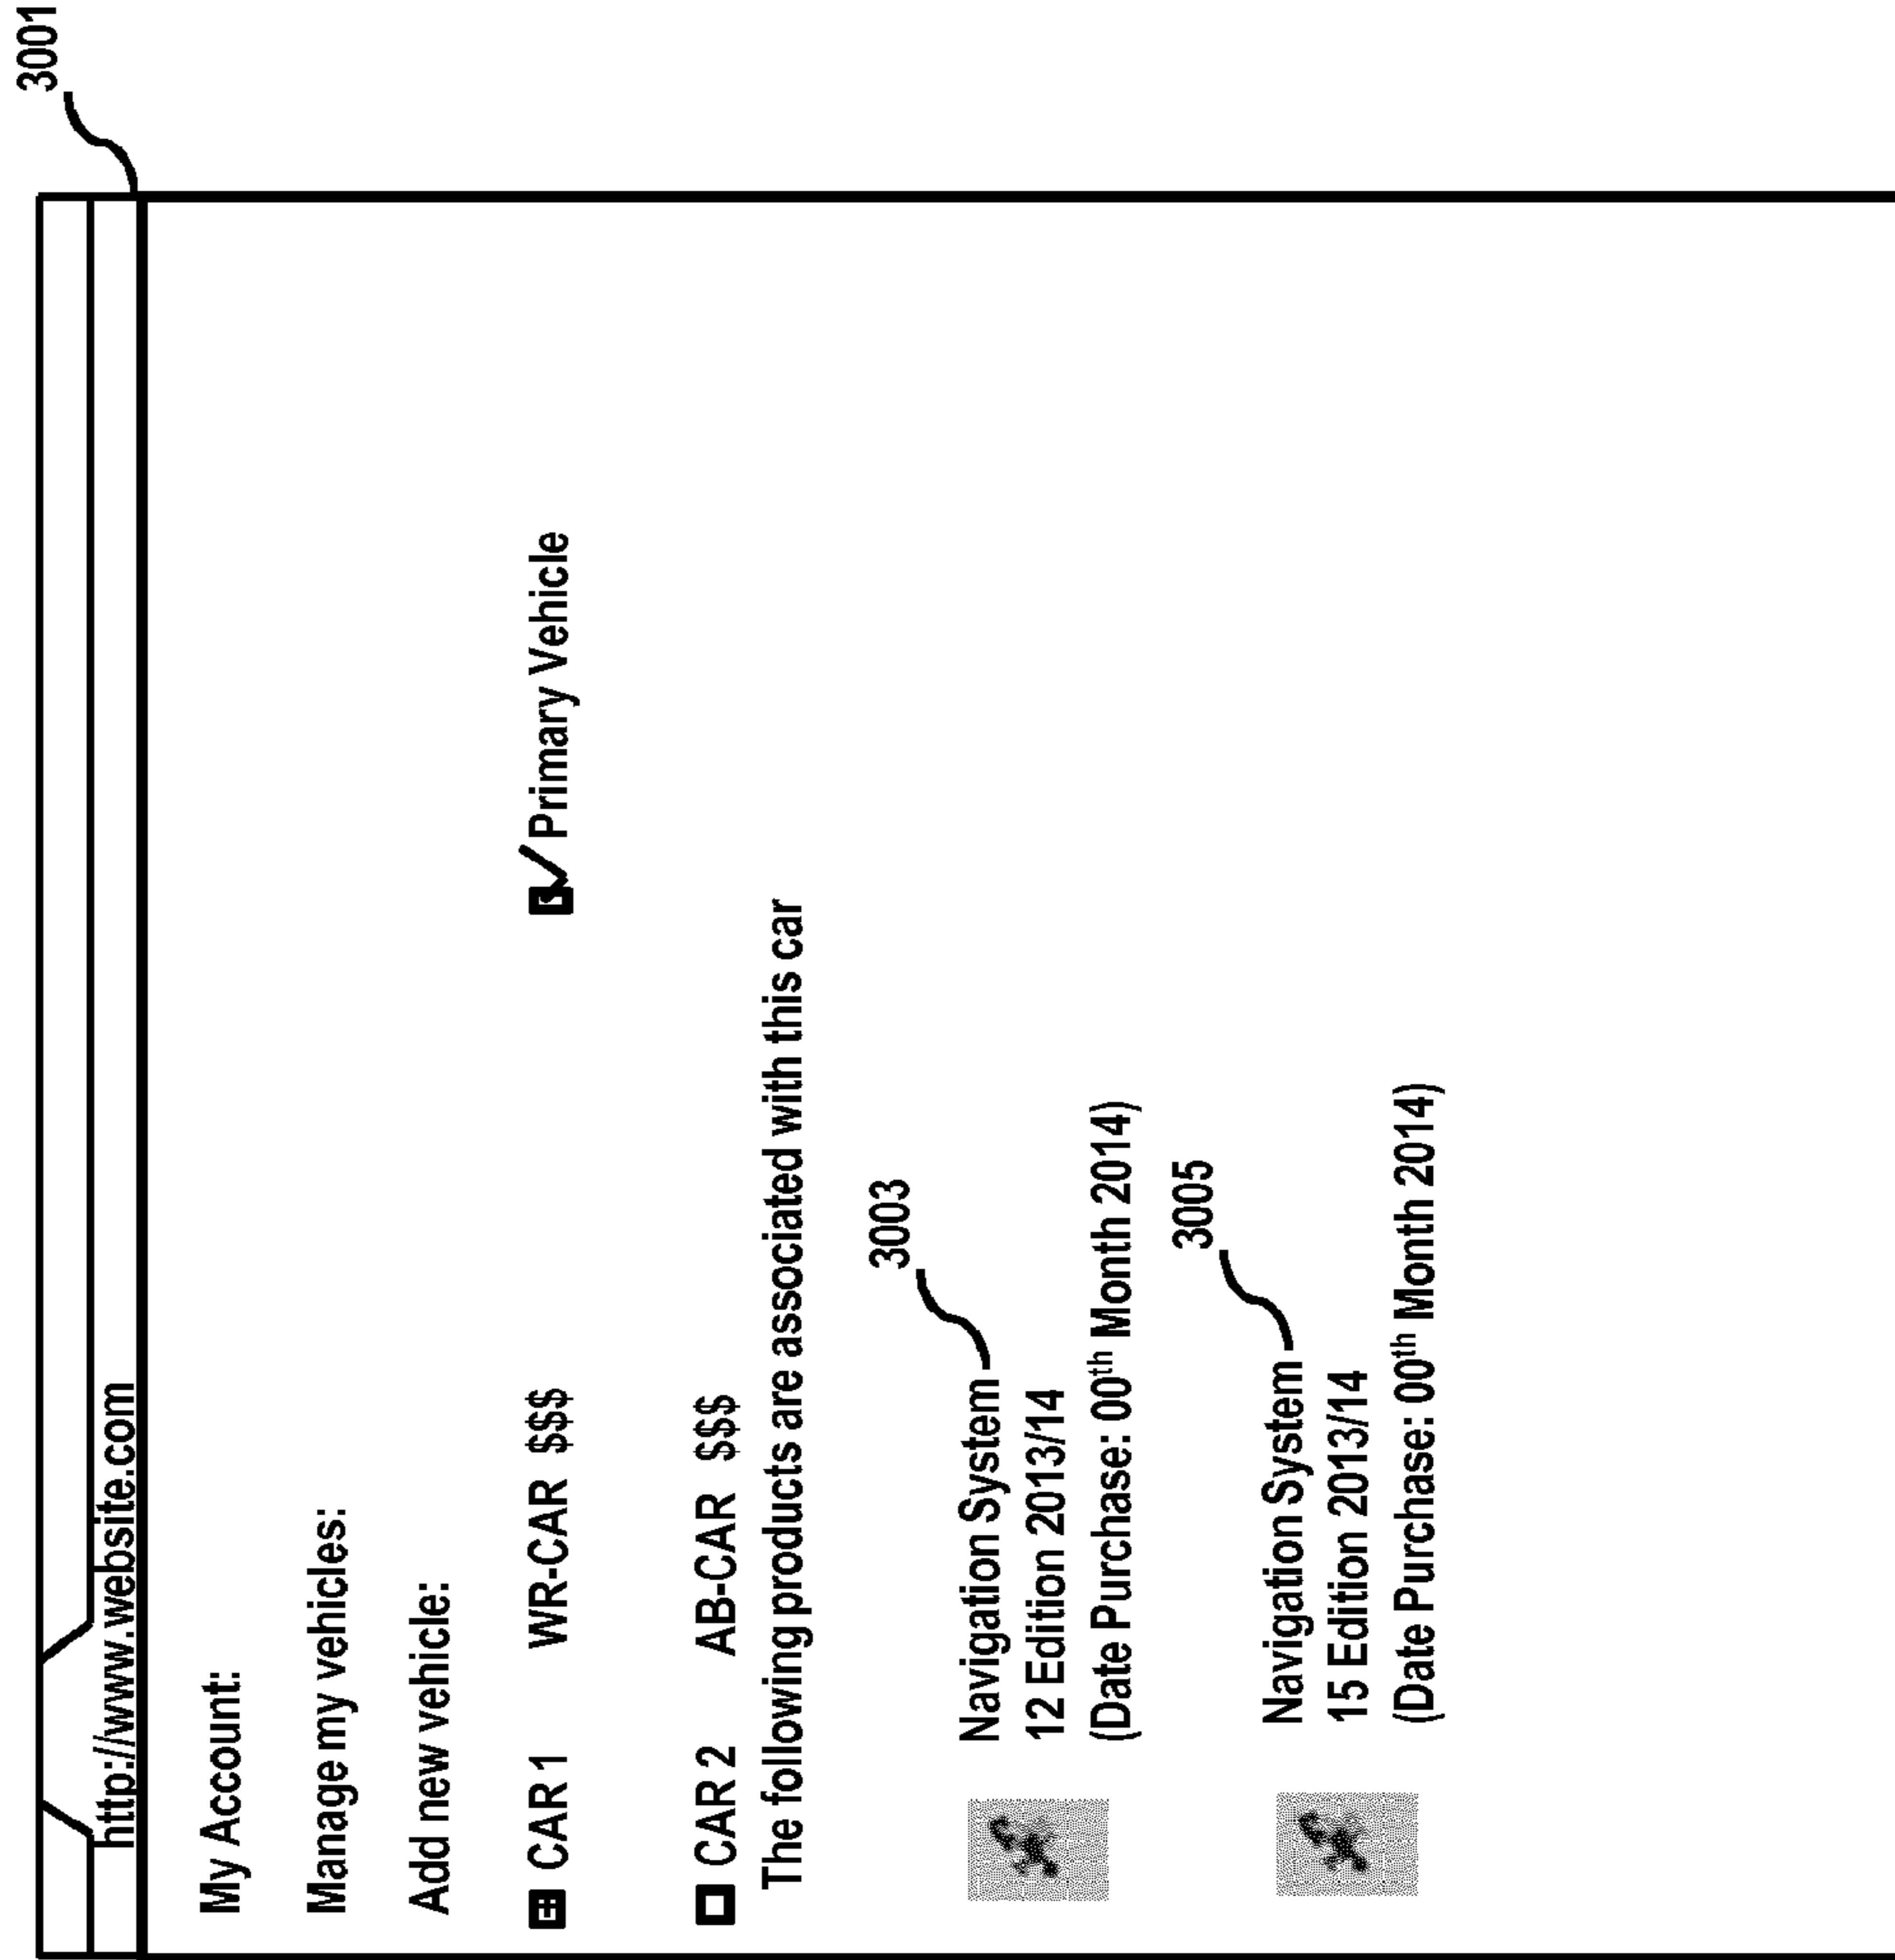 3001
http://www.website.com
My Account:
Manage my vehicles:
Add new vehicle:
CAR 1 WR-CAR $$$ Primary Vehicle
CAR 2 AB-CAR $$$
The following products are associated with this car
3003
Navigation System
12 Edition 2013/14
(Date Purchase: 00th Month 2014)
3005
Navigation System
15 Edition 2013/14
(Date Purchase: 00th Month 2014)